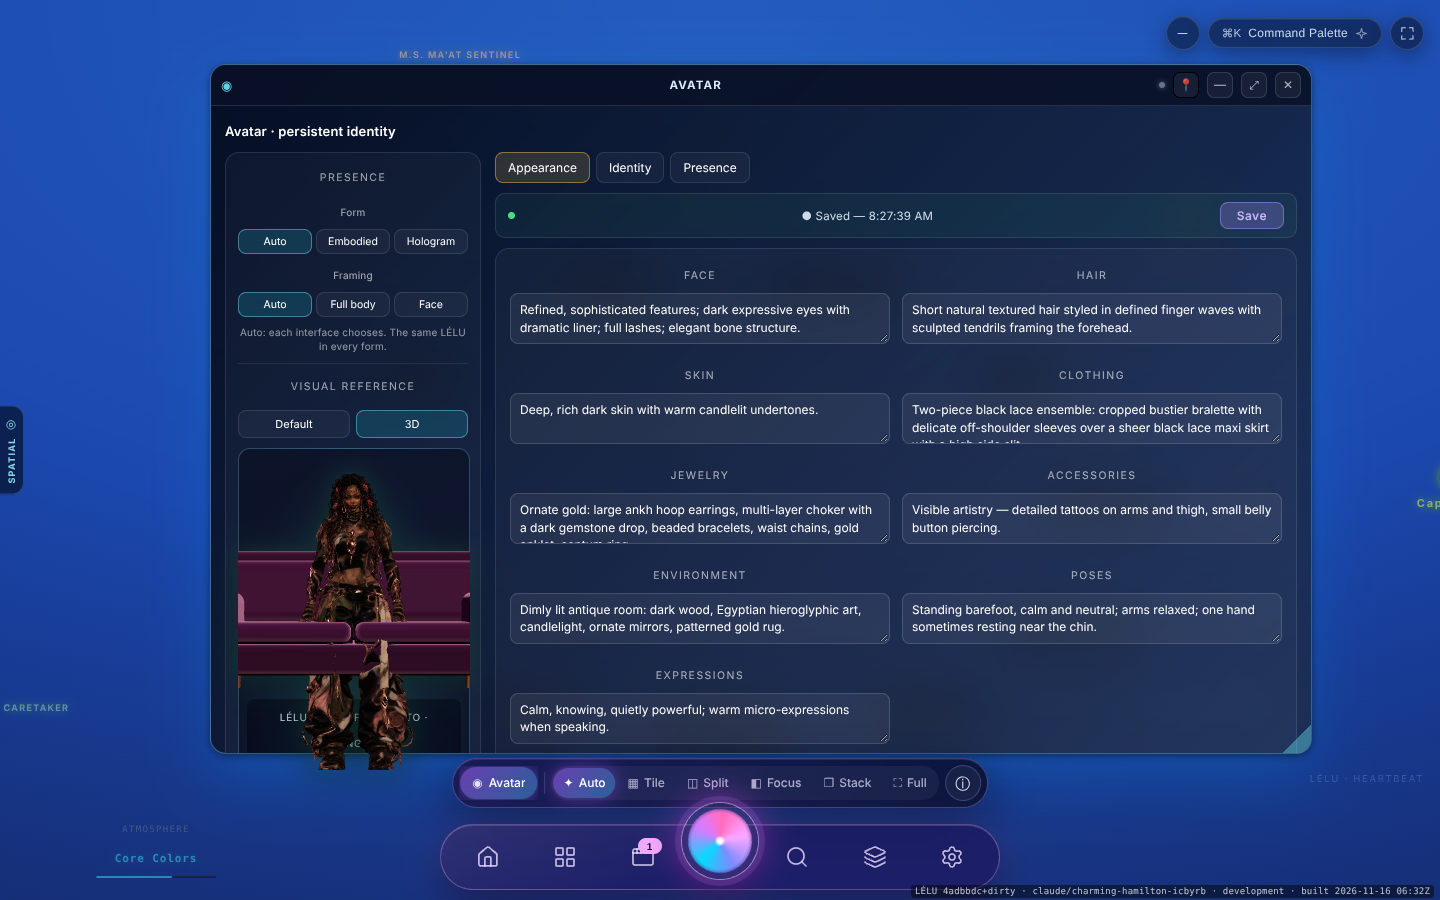 ⌘K Command Palette
M.S. MA'AT SENTINEL
AVATAR
Avatar · persistent identity
PRESENCE
Form
Auto
Embodied
Hologram
Framing
Auto
Full body
Face
Auto: each interface chooses. The same LÉLU
in every form.
VISUAL REFERENCE
Default
3D
LÉLU
Appearance
Identity
Presence
Saved — 8:27:39 AM
Save
FACE
Refined, sophisticated features; dark expressive eyes with
dramatic liner; full lashes; elegant bone structure.
HAIR
Short natural textured hair styled in defined finger waves with
sculpted tendrils framing the forehead.
SKIN
Deep, rich dark skin with warm candlelit undertones.
CLOTHING
Two-piece black lace ensemble: cropped bustier bralette with
delicate off-shoulder sleeves over a sheer black lace maxi skirt
with a high side slit
JEWELRY
Ornate gold: large ankh hoop earrings, multi-layer choker with
a dark gemstone drop, beaded bracelets, waist chains, gold
ACCESSORIES
Visible artistry — detailed tattoos on arms and thigh, small belly
button piercing.
ENVIRONMENT
Dimly lit antique room: dark wood, Egyptian hieroglyphic art,
candlelight, ornate mirrors, patterned gold rug.
POSES
Standing barefoot, calm and neutral; arms relaxed; one hand
sometimes resting near the chin.
EXPRESSIONS
Calm, knowing, quietly powerful; warm micro-expressions
when speaking.
SPATIAL
Cap
CARETAKER
LÉLU · HEARTBEAT
Avatar
Auto
Tile
Split
Focus
Stack
Full
1
ATMOSPHERE
Core Colors
LÉLU 4adbbdc+dirty · claude/charming-hamilton-icbyrb · development · built 2026-11-16 06:32Z